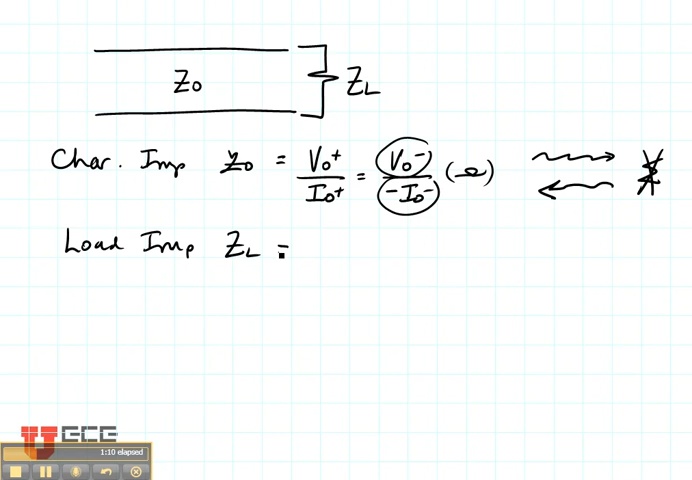 Z0
ZL
Char. Imp Z0 = V0+ / I0+ = V0- / -I0- (Ω)
Load Imp ZL =
U ECE
1:10 elapsed